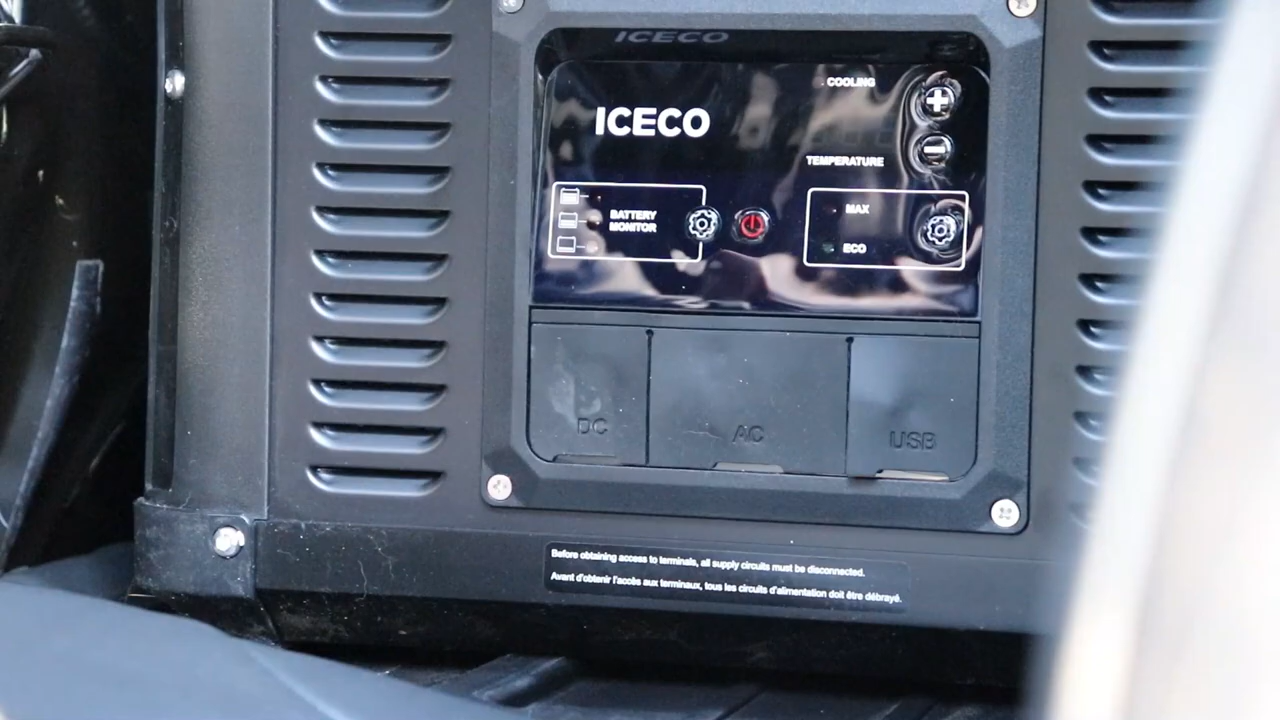 ICECO
COOLING
ICECO
TEMPERATURE
BATTERY
MONITOR
MAX
ECO
DC
AC
USB
Before obtaining access to terminals, all supply circuits must be disconnected.
Avant d'obtenir l'accès aux terminaux, tous les circuits d'alimentation doit être débrayé.